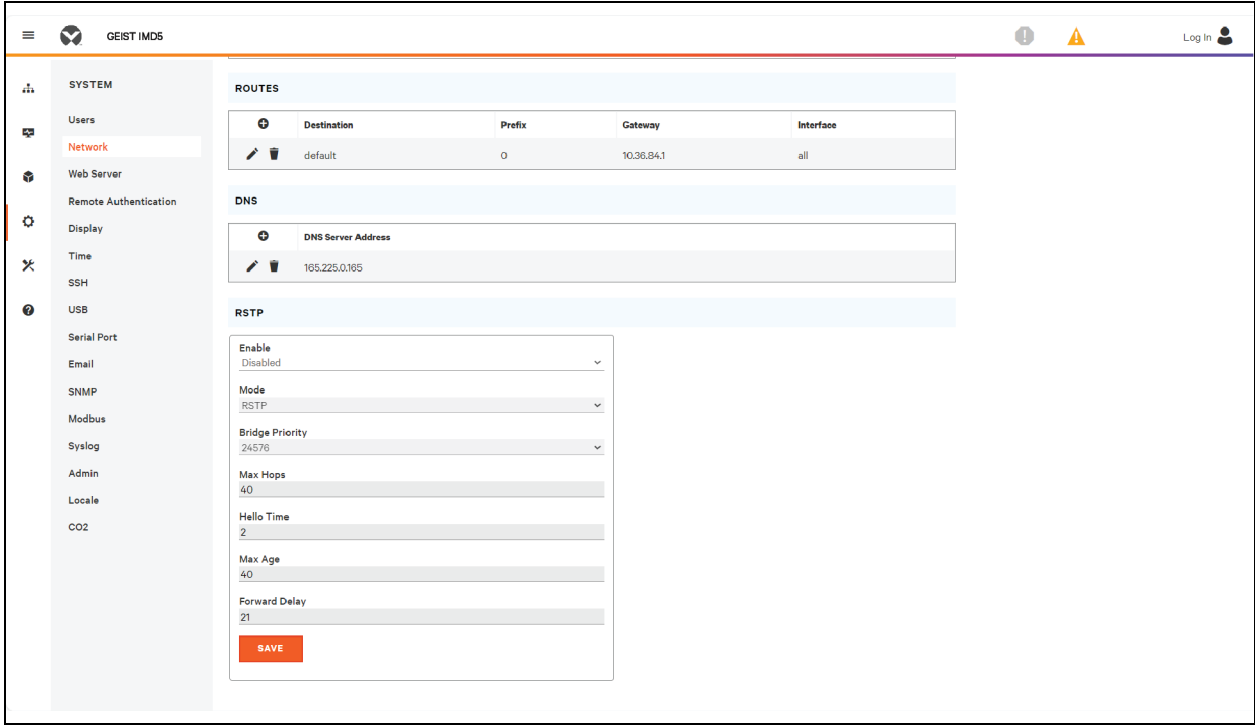 GEIST IMD5
Log In
SYSTEM
Users
Network
Web Server
Remote Authentication
Display
Time
SSH
USB
Serial Port
Email
SNMP
Modbus
Syslog
Admin
Locale
CO2
ROUTES
Destination Prefix Gateway Interface
default 0 10.36.84.1 all
DNS
DNS Server Address
165.225.0.165
RSTP
Enable
Disabled
Mode
RSTP
Bridge Priority
24576
Max Hops
40
Hello Time
2
Max Age
40
Forward Delay
21
SAVE